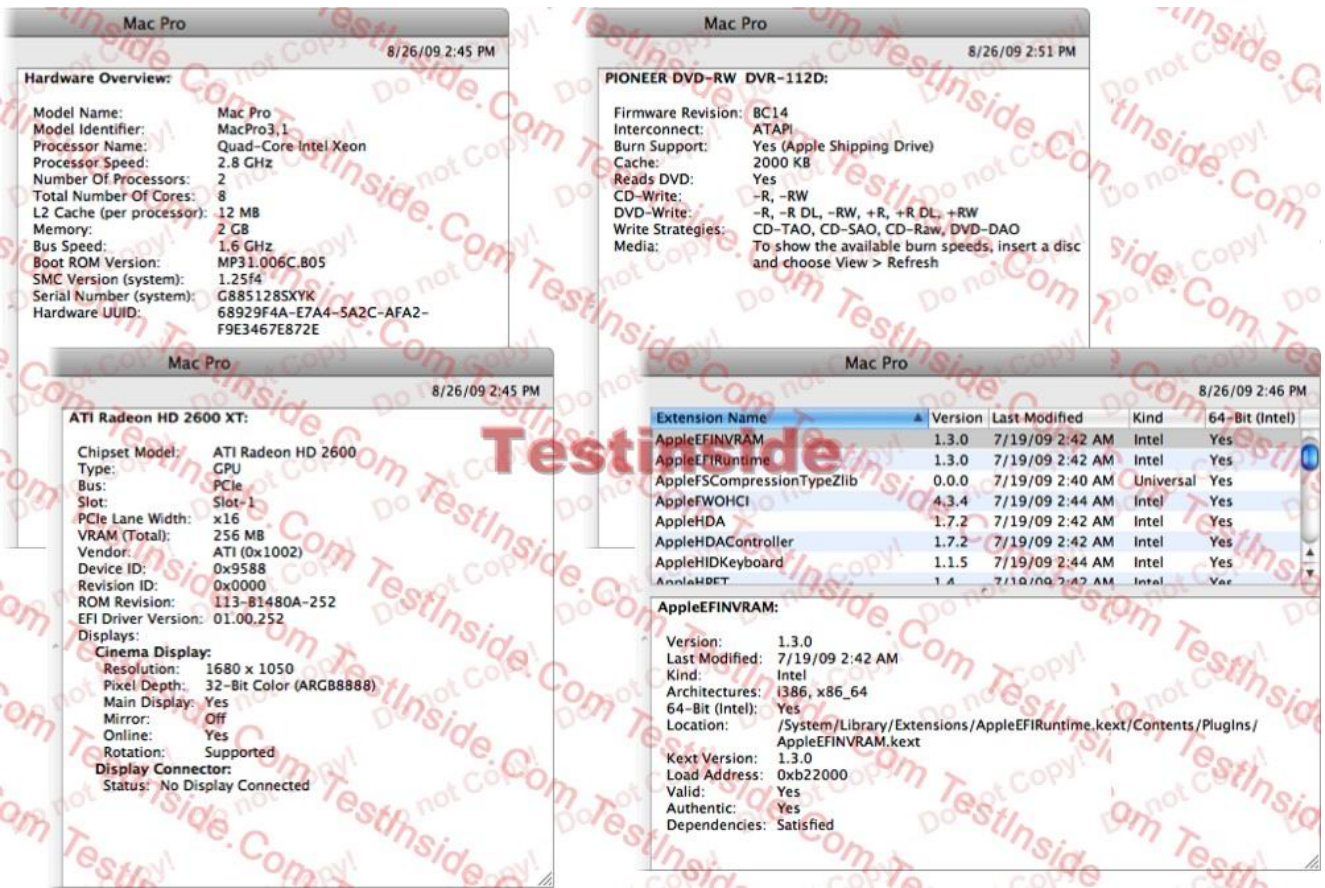 Mac Pro
8/26/09 2:45 PM
Hardware Overview:
Model Name: Mac Pro
Model Identifier: MacPro3,1
Processor Name: Quad-Core Intel Xeon
Processor Speed: 2.8 GHz
Number Of Processors: 2
Total Number Of Cores: 8
L2 Cache (per processor): 12 MB
Memory: 2 GB
Bus Speed: 1.6 GHz
Boot ROM Version: MP31.006C.B05
SMC Version (system): 1.25f4
Serial Number (system): G885128SXYK
Hardware UUID: 68929F4A-E7A4-5A2C-AFA2-
F9E3467E872E
Mac Pro
8/26/09 2:51 PM
PIONEER DVD-RW DVR-112D:
Firmware Revision: BC14
Interconnect: ATAPI
Burn Support: Yes (Apple Shipping Drive)
Cache: 2000 KB
Reads DVD: Yes
CD-Write: -R, -RW
DVD-Write: -R, -R DL, -RW, +R, +R DL, +RW
Write Strategies: CD-TAO, CD-SAO, CD-Raw, DVD-DAO
Media: To show the available burn speeds, insert a disc
and choose View > Refresh
Mac Pro
8/26/09 2:45 PM
ATI Radeon HD 2600 XT:
Chipset Model: ATI Radeon HD 2600
Type: GPU
Bus: PCIe
Slot: Slot-1
PCIe Lane Width: x16
VRAM (Total): 256 MB
Vendor: ATI (0x1002)
Device ID: 0x9588
Revision ID: 0x0000
ROM Revision: 113-B1480A-252
EFI Driver Version: 01.00.252
Displays:
Cinema Display:
Resolution: 1680 x 1050
Pixel Depth: 32-Bit Color (ARGB8888)
Main Display: Yes
Mirror: Off
Online: Yes
Rotation: Supported
Display Connector:
Status: No Display Connected
Mac Pro
8/26/09 2:46 PM
Extension Name Version Last Modified Kind 64-Bit (Intel)
AppleEFINVRAM 1.3.0 7/19/09 2:42 AM Intel Yes
AppleEFIRuntime 1.3.0 7/19/09 2:42 AM Intel Yes
AppleFSCompressionTypeZlib 0.0.0 7/19/09 2:40 AM Universal Yes
AppleFWOHCI 4.3.4 7/19/09 2:44 AM Intel Yes
AppleHDA 1.7.2 7/19/09 2:42 AM Intel Yes
AppleHDAController 1.7.2 7/19/09 2:42 AM Intel Yes
AppleHIDKeyboard 1.1.5 7/19/09 2:44 AM Intel Yes
AppleHPET 1.4 7/19/09 2:42 AM Intel Yes
AppleEFINVRAM:
Version: 1.3.0
Last Modified: 7/19/09 2:42 AM
Kind: Intel
Architectures: i386, x86_64
64-Bit (Intel): Yes
Location: /System/Library/Extensions/AppleEFIRuntime.kext/Contents/PlugIns/
AppleEFINVRAM.kext
Kext Version: 1.3.0
Load Address: 0xb22000
Valid: Yes
Authentic: Yes
Dependencies: Satisfied
TestInside
TestInside.Com
Do not Copy!